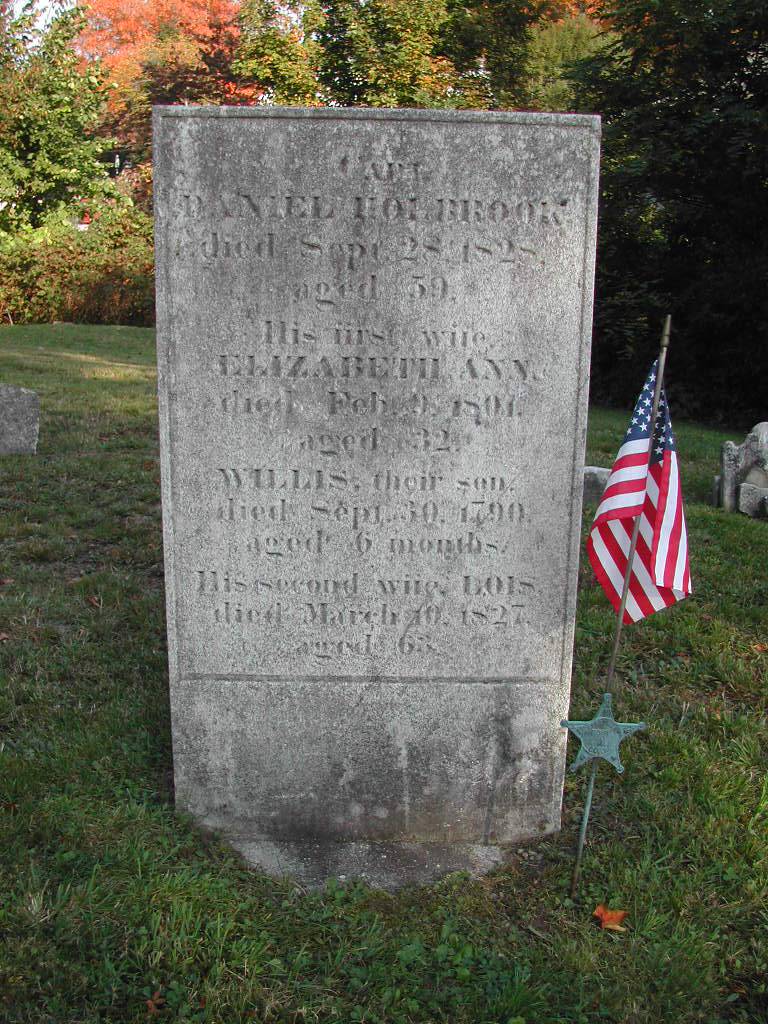 CAPT.
DANIEL HOLBROOK
died Sept. 28, 1828,
aged 59.
His first wife,
ELIZABETH ANN,
died Feb. 9, 1801,
aged 32.
WILLIS, their son,
died Sept. 30, 1790,
aged 6 months.
His second wife, LOIS,
died March 10, 1827,
aged 63.